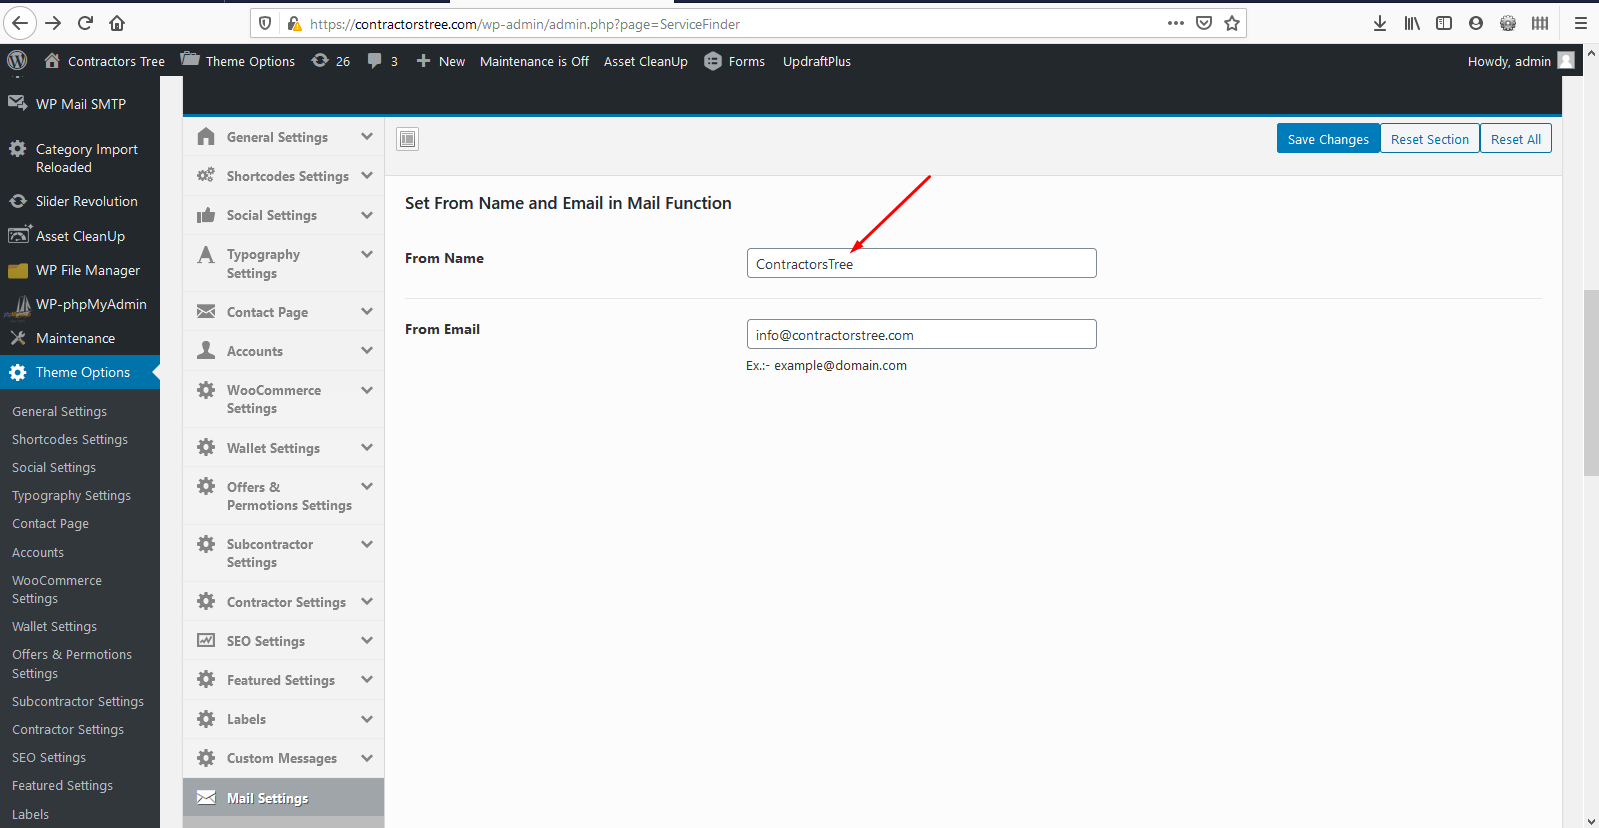 https://contractorstree.com/wp-admin/admin.php?page=ServiceFinder
Contractors Tree
Theme Options
26
3
New
Maintenance is Off
Asset CleanUp
Forms
UpdraftPlus
Howdy, admin
WP Mail SMTP
Category Import
Reloaded
Slider Revolution
Asset CleanUp
WP File Manager
WP-phpMyAdmin
Maintenance
Theme Options
General Settings
Shortcodes Settings
Social Settings
Typography Settings
Contact Page
Accounts
WooCommerce
Settings
Wallet Settings
Offers & Permotions
Settings
Subcontractor Settings
Contractor Settings
SEO Settings
Featured Settings
Labels
General Settings
Shortcodes Settings
Social Settings
Typography
Settings
Contact Page
Accounts
WooCommerce
Settings
Wallet Settings
Offers &
Permotions Settings
Subcontractor
Settings
Contractor Settings
SEO Settings
Featured Settings
Labels
Custom Messages
Mail Settings
Save Changes
Reset Section
Reset All
Set From Name and Email in Mail Function
From Name
ContractorsTree
From Email
info@contractorstree.com
Ex.:- example@domain.com